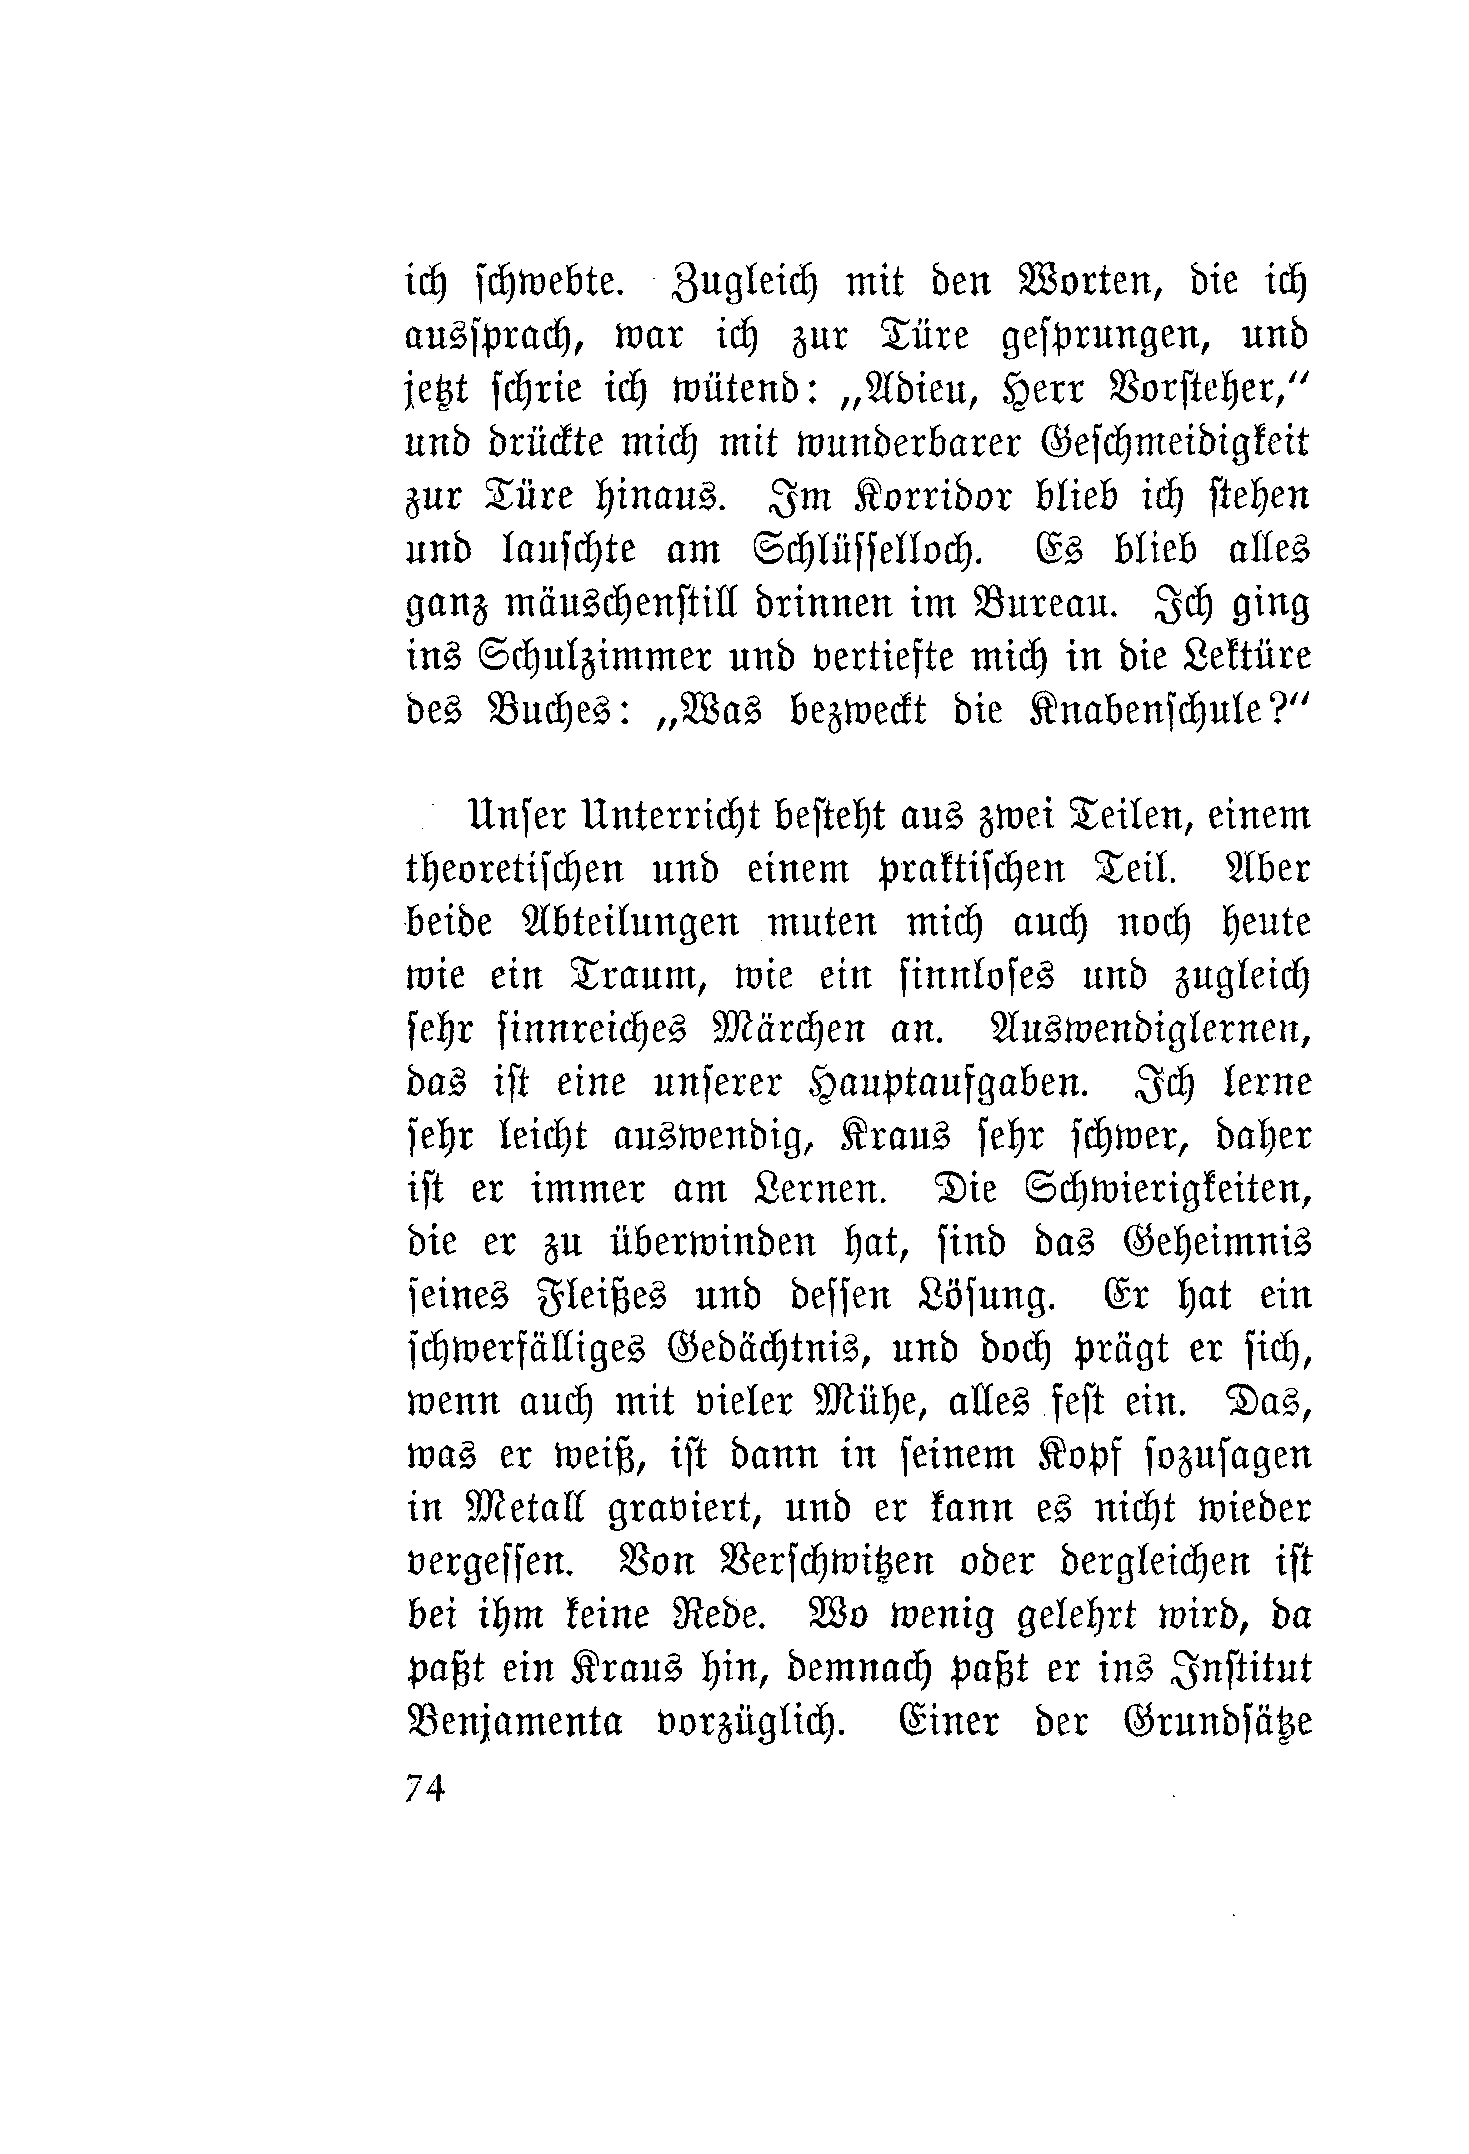 ich schwebte. Zugleich mit den Worten, die ich
aussprach, war ich zur Türe gesprungen, und
jetzt schrie ich wütend: „Adieu, Herr Vorsteher,“
und drückte mich mit wunderbarer Geschmeidigkeit
zur Türe hinaus. Im Korridor blieb ich stehen
und lauschte am Schlüsselloch. Es blieb alles
ganz mäuschenstill drinnen im Bureau. Ich ging
ins Schulzimmer und vertiefte mich in die Lektüre
des Buches: „Was bezweckt die Knabenschule?“
Unser Unterricht besteht aus zwei Teilen, einem
theoretischen und einem praktischen Teil. Aber
beide Abteilungen muten mich auch noch heute
wie ein Traum, wie ein sinnloses und zugleich
sehr sinnreiches Märchen an. Auswendiglernen,
das ist eine unserer Hauptaufgaben. Ich lerne
sehr leicht auswendig, Kraus sehr schwer, daher
ist er immer am Lernen. Die Schwierigkeiten,
die er zu überwinden hat, sind das Geheimnis
seines Fleißes und dessen Lösung. Er hat ein
schwerfälliges Gedächtnis, und doch prägt er sich,
wenn auch mit vieler Mühe, alles fest ein. Das,
was er weiß, ist dann in seinem Kopf sozusagen
in Metall graviert, und er kann es nicht wieder
vergessen. Von Verschwitzen oder dergleichen ist
bei ihm keine Rede. Wo wenig gelehrt wird, da
paßt ein Kraus hin, demnach paßt er ins Institut
Benjamenta vorzüglich. Einer der Grundsätze
74